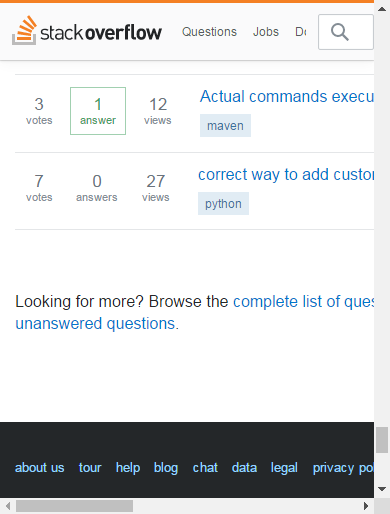 stackoverflow Questions Jobs
3 1 12 Actual commands execu
votes answer views
maven
7 0 27 correct way to add custo
votes answers views
python
Looking for more? Browse the complete list of ques
unanswered questions.
about us tour help blog chat data legal privacy po